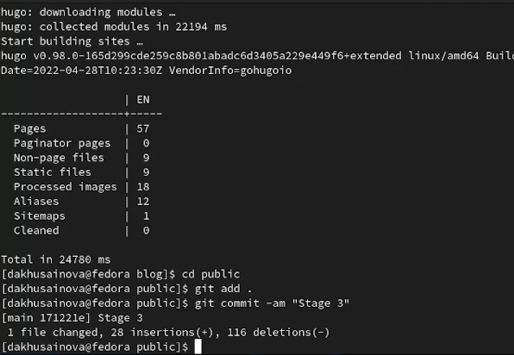 hugo: downloading modules …
hugo: collected modules in 22194 ms
Start building sites …
hugo v0.98.0-165d299cde259c8b801abadc6d3405a229e449f6+extended linux/amd64 Buil
Date=2022-04-28T10:23:30Z VendorInfo=gohugoio
| EN
-------------------+-----
Pages | 57
Paginator pages | 0
Non-page files | 9
Static files | 9
Processed images | 18
Aliases | 12
Sitemaps | 1
Cleaned | 0
Total in 24780 ms
[dakhusainova@fedora blog]$ cd public
[dakhusainova@fedora public]$ git add .
[dakhusainova@fedora public]$ git commit -am "Stage 3"
[main 171221e] Stage 3
1 file changed, 28 insertions(+), 116 deletions(-)
[dakhusainova@fedora public]$